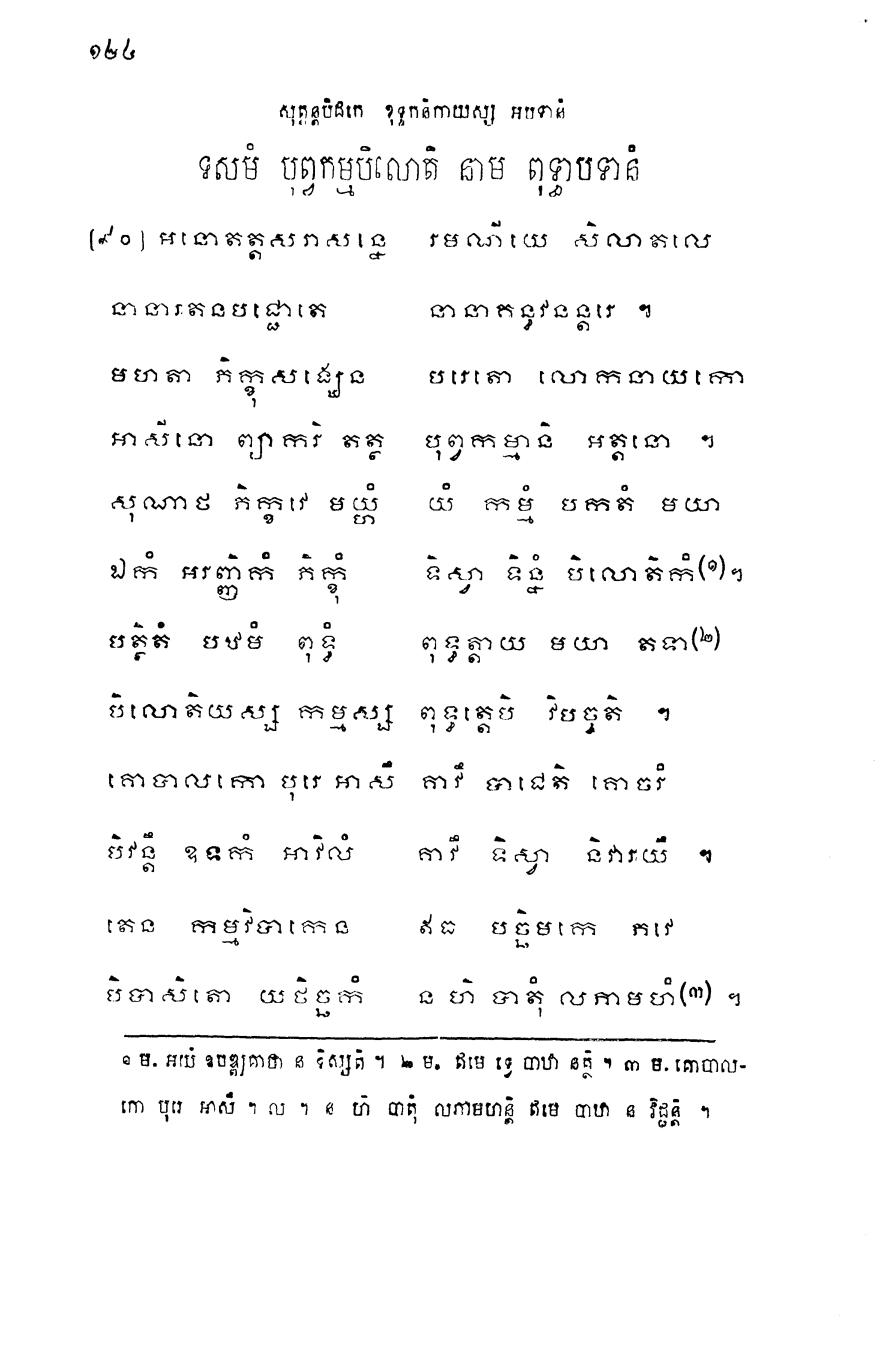 ១២៤
សុត្តន្តបិដកេ ខុទ្ទកនិកាយស្ស អបទានំ
ទសមំ បុព្វកម្មបិលោតិ នាម ពុទ្ធាបទានំ
(៩០) អនោតត្តសរាសន្នេ រមណីយេ សិលាតលេ
នានារតនបជ្ជោតេ នានាគន្ធវនន្តរេ ។
មហតា ភិក្ខុសង្ឃេន បរេតោ លោកនាយកោ
អាសីនោ ព្យាករិ តត្ថ បុព្វកម្មានិ អត្តនោ ។
សុណាថ ភិក្ខវេ មយ្ហំ យំ កម្មំ បកតំ មយា
ឯកំ អរញ្ញិកំ ភិក្ខុំ ទិស្វា ទិន្នំ បិលោតិកំ(១)។
បត្ថិតំ បឋមំ ពុទ្ធំ ពុទ្ធត្តាយ មយា តទា(២)
បិលោតិយស្ស កម្មស្ស ពុទ្ធត្តេបិ វិបច្ចតិ ។
គោបាលកោ បុរេ អាសឹ គាវឹ បាជេតិ គោចរំ
បិវន្តឹ ឧទកំ អាវិលំ គាវឹ ទិស្វា និវារយឹ ។
តេន កម្មវិបាកេន ឥធ បច្ឆិមកេ ភវេ
បិបាសិតោ យថិច្ឆកំ ន ហិ បាតុំ លភាមហំ(៣) ។
១ ម. អយំ ឧបឌ្ឍគាថា ន ទិស្សតិ ។ ២ ម. ឥមេ ទ្វេ បាឋា នត្ថិ ។ ៣ ម. គោបាល-
កោ បុរេ អាសឹ ។ ល ។ ន ហិ បាតុំ លភាមហន្តិ ឥមេ បាឋា ន វិជ្ជន្តិ ។